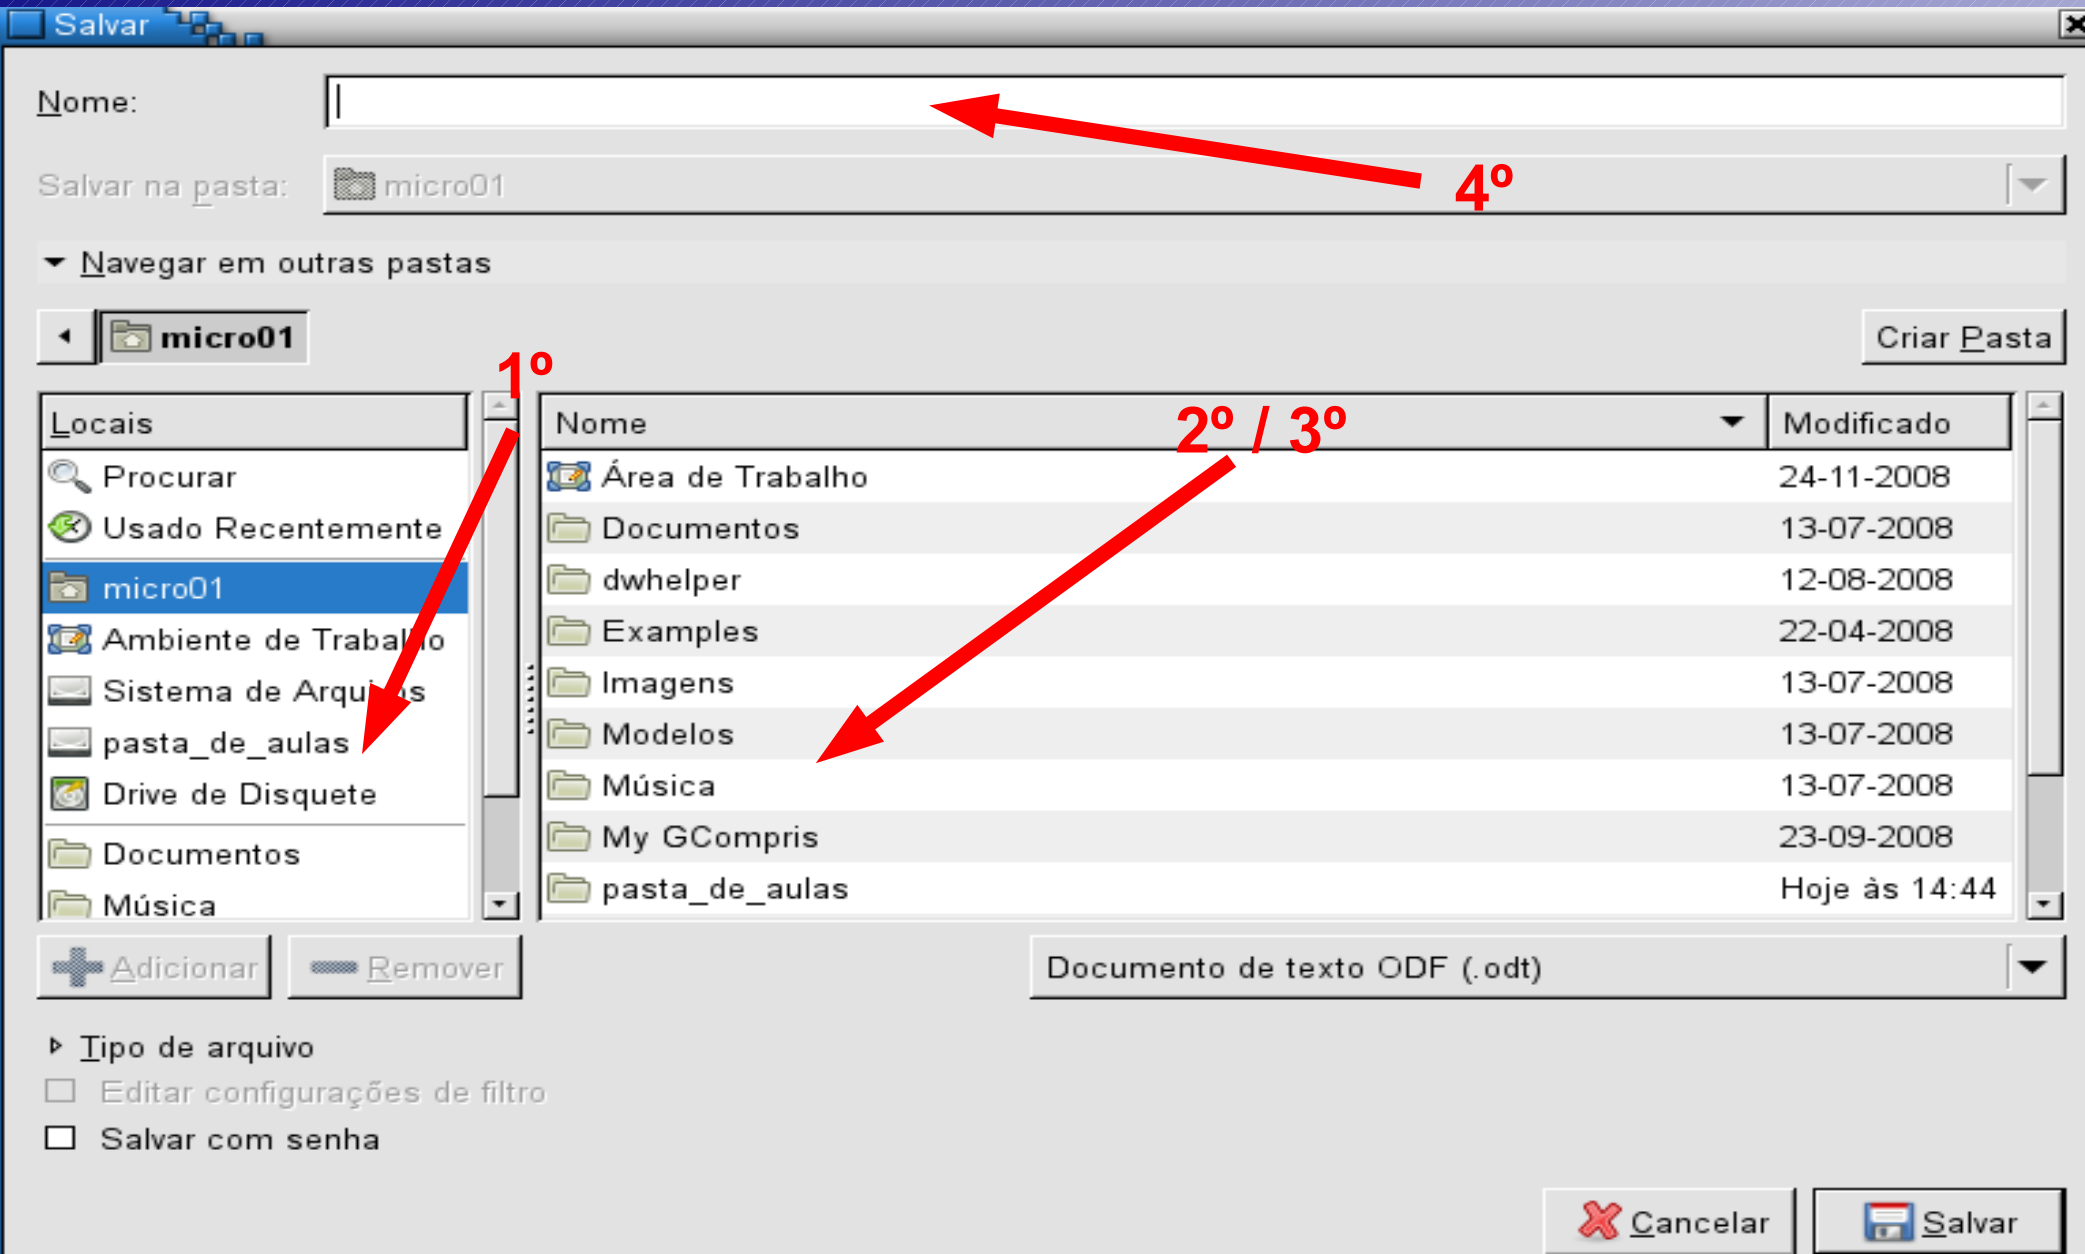 Salvar
Nome:
4º
Salvar na pasta: micro01
Navegar em outras pastas
micro01
Criar Pasta
1º
Locais
Procurar
Usado Recentemente
micro01
Ambiente de Trabalho
Sistema de Arquivos
pasta_de_aulas
Drive de Disquete
Documentos
Música
Nome Modificado
2º / 3º
Área de Trabalho 24-11-2008
Documentos 13-07-2008
dwhelper 12-08-2008
Examples 22-04-2008
Imagens 13-07-2008
Modelos 13-07-2008
Música 13-07-2008
My GCompris 23-09-2008
pasta_de_aulas Hoje às 14:44
Adicionar Remover
Documento de texto ODF (.odt)
Tipo de arquivo
Editar configurações de filtro
Salvar com senha
Cancelar Salvar